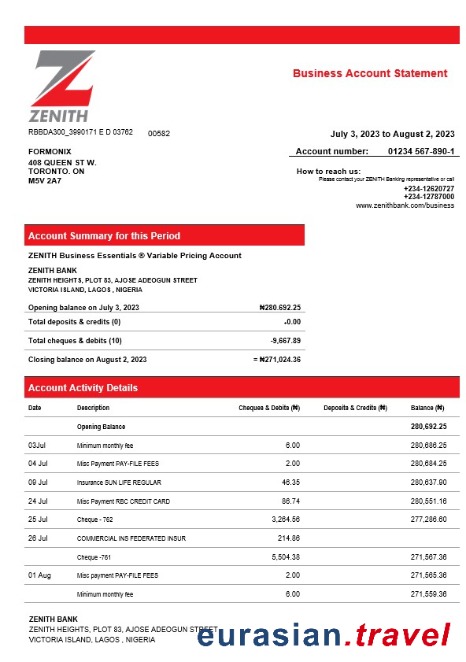 Z
ZENITH
Business Account Statement
RBBDA300_3990171 E D 03762 00582
July 3, 2023 to August 2, 2023
FORMONIX
408 QUEEN ST W.
TORONTO. ON
M5V 2A7
Account number: 01234 567-890-1
How to reach us:
Please contact your ZENITH Banking representative or call
+234-12620727
+234-12787000
www.zenithbank.com/business
Account Summary for this Period
ZENITH Business Essentials ® Variable Pricing Account
ZENITH BANK
ZENITH HEIGHTS, PLOT 83, AJOSE ADEOGUN STREET
VICTORIA ISLAND, LAGOS , NIGERIA
Opening balance on July 3, 2023 ₦280.692.25
Total deposits & credits (0) .0.00
Total cheques & debits (10) -9,667.89
Closing balance on August 2, 2023 = ₦271,024.36
Account Activity Details
Date Description Cheques & Debits (₦) Deposits & Credits (₦) Balance (₦)
Opening Balance 280,692.25
03Jul Minimum monthly fee 6.00 280,686.25
04 Jul Misc Payment PAY-FILE FEES 2.00 280,684.25
09 Jul Insurance SUN LIFE REGULAR 46.35 280,637.90
24 Jul Misc Payment RBC CREDIT CARD 86.74 280,551.16
25 Jul Cheque - 762 3,264.56 277,286.60
26 Jul COMMERCIAL INS FEDERATED INSUR 214.86
Cheque -761 5,504.38 271,567.36
01 Aug Misc payment PAY-FILE FEES 2.00 271,565.36
Minimum monthly fee 6.00 271,559.36
ZENITH BANK
ZENITH HEIGHTS, PLOT 83, AJOSE ADEOGUN STREET
VICTORIA ISLAND, LAGOS , NIGERIA
eurasian.travel